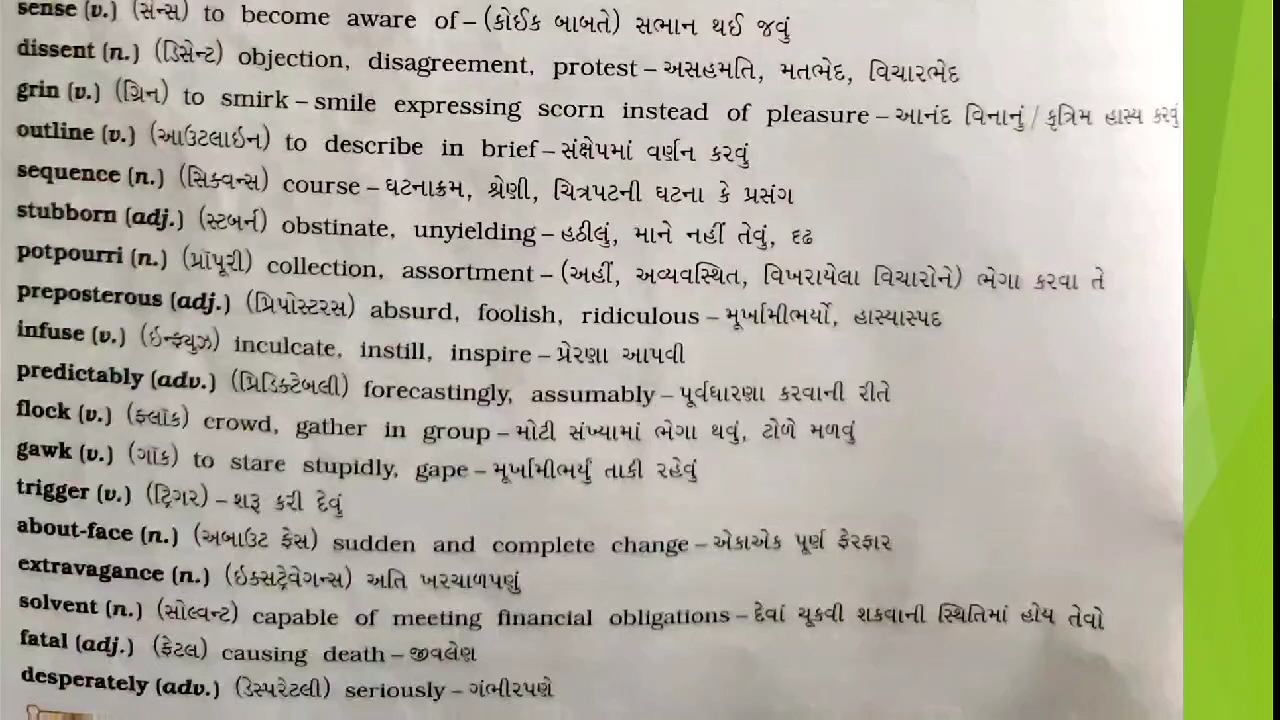 sense (v.) (સેન્સ) to become aware of – (કોઈક બાબતે) સભાન થઈ જવું
dissent (n.) (ડિસેન્ટ) objection, disagreement, protest – અસહમતિ, મતભેદ, વિચારભેદ
grin (v.) (ગ્રિન) to smirk – smile expressing scorn instead of pleasure – આનંદ વિનાનું / કૃત્રિમ હાસ્ય કરવું
outline (v.) (આઉટલાઇન) to describe in brief – સંક્ષેપમાં વર્ણન કરવું
sequence (n.) (સિક્વન્સ) course – ઘટનાક્રમ, શ્રેણી, ચિત્રપટની ઘટના કે પ્રસંગ
stubborn (adj.) (સ્ટબર્ન) obstinate, unyielding – હઠીલું, માને નહીં તેવું, દૃઢ
potpourri (n.) (પ્રૉપૂરી) collection, assortment – (અહીં, અવ્યવસ્થિત, વિખરાયેલા વિચારોને) ભેગા કરવા તે
preposterous (adj.) (પ્રિપોસ્ટરસ) absurd, foolish, ridiculous – મૂર્ખામીભર્યો, હાસ્યાસ્પદ
infuse (v.) (ઇન્ફ્યુઝ) inculcate, instill, inspire – પ્રેરણા આપવી
predictably (adv.) (પ્રિડિક્ટેબલી) forecastingly, assumably – પૂર્વધારણા કરવાની રીતે
flock (v.) (ફ્લૉક) crowd, gather in group – મોટી સંખ્યામાં ભેગા થવું, ટોળે મળવું
gawk (v.) (ગૉક) to stare stupidly, gape – મૂર્ખામીભર્યું તાકી રહેવું
trigger (v.) (ટ્રિગર) – શરૂ કરી દેવું
about-face (n.) (અબાઉટ ફેસ) sudden and complete change – એકાએક પૂર્ણ ફેરફાર
extravagance (n.) (ઇક્સટ્રેવેગન્સ) અતિ ખરચાળપણું
solvent (n.) (સોલ્વન્ટ) capable of meeting financial obligations – દેવાં ચૂકવી શકવાની સ્થિતિમાં હોય તેવો
fatal (adj.) (ફેટલ) causing death – જીવલેણ
desperately (adv.) (ડેસ્પરેટલી) seriously – ગંભીરપણે